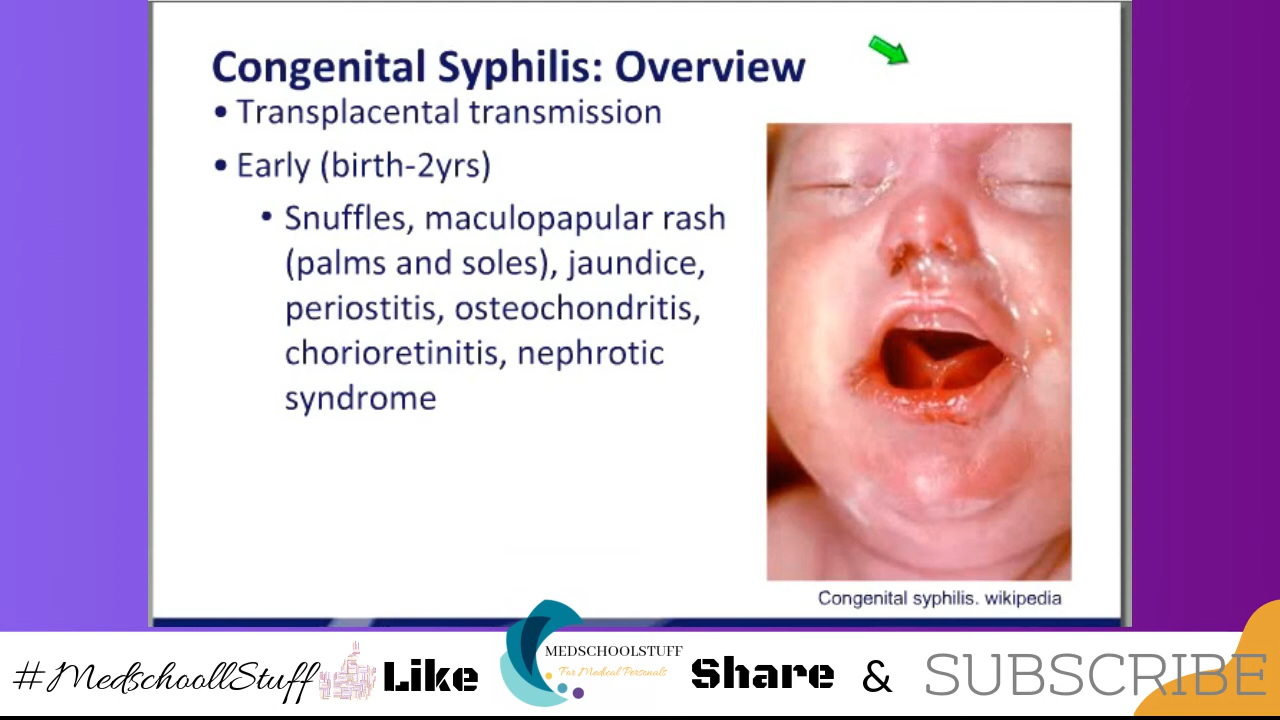 Congenital Syphilis: Overview
• Transplacental transmission
• Early (birth-2yrs)
• Snuffles, maculopapular rash
(palms and soles), jaundice,
periostitis, osteochondritis,
chorioretinitis, nephrotic
syndrome
Congenital syphilis. wikipedia
#MedschoollStuff
Like
MEDSCHOOLSTUFF
For Medical Personals
Share
&
SUBSCRIBE